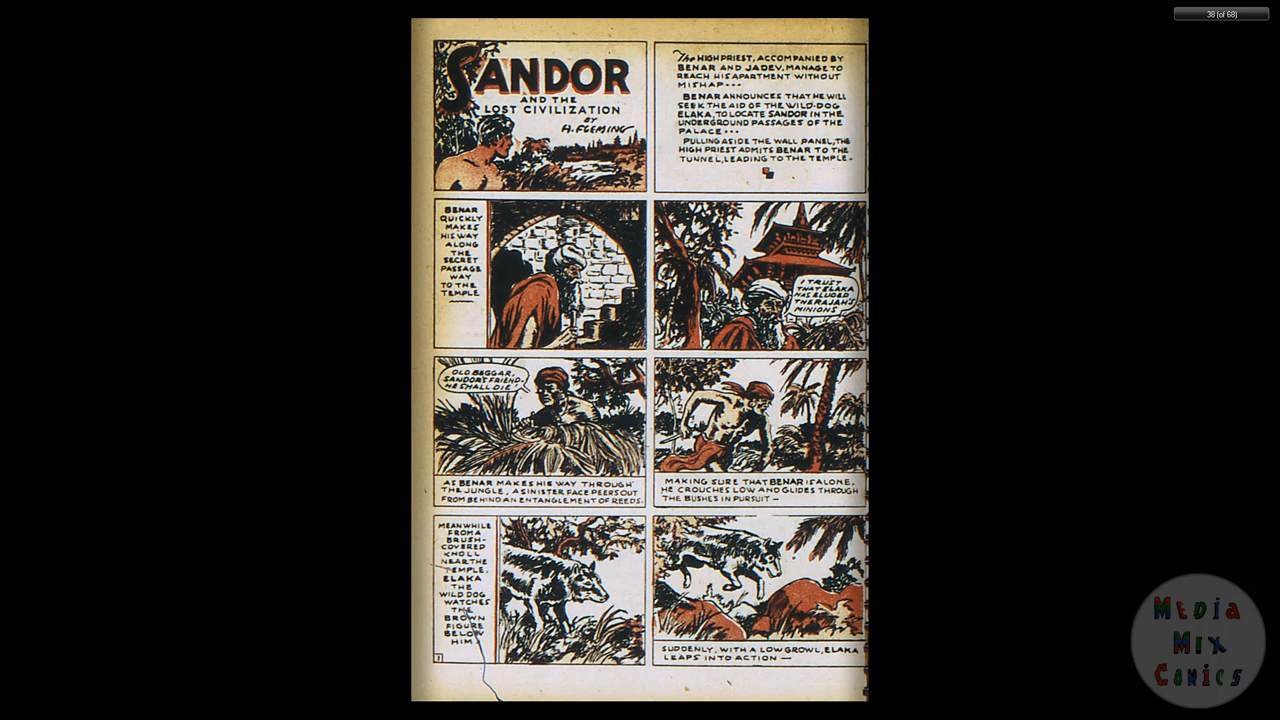 38 (of 68)
SANDOR
AND THE
LOST CIVILIZATION
BY
H. FLEMING
The HIGH PRIEST, ACCOMPANIED BY
BENAR AND JADEV, MANAGE TO
REACH HIS APARTMENT WITHOUT
MISHAP---
BENAR ANNOUNCES THAT HE WILL
SEEK THE AID OF THE WILD-DOG
ELAKA, TO LOCATE SANDOR IN THE
UNDERGROUND PASSAGES OF THE
PALACE---
PULLING ASIDE THE WALL PANEL, THE
HIGH PRIEST ADMITS BENAR TO THE
TUNNEL, LEADING TO THE TEMPLE-
BENAR
QUICKLY
MAKES
HIS WAY
ALONG
THE
SECRET
PASSAGE
WAY
TO THE
TEMPLE
I TRUST
THAT ELAKA
HAS ELUDED
THE RAJAH'S
MINIONS
OLD BEGGAR,
SANDOR'S FRIEND-
HE SHALL DIE!
AS BENAR MAKES HIS WAY THROUGH
THE JUNGLE, A SINISTER FACE PEERS OUT
FROM BEHIND AN ENTANGLEMENT OF REEDS.
MAKING SURE THAT BENAR IS ALONE,
HE CROUCHES LOW AND GLIDES THROUGH
THE BUSHES IN PURSUIT —
MEANWHILE
FROM A
BRUSH-
COVERED
KNOLL
NEAR THE
TEMPLE,
ELAKA
THE
WILD DOG
WATCHES
THE
BROWN
FIGURE
BELOW
HIM.
SUDDENLY, WITH A LOW GROWL, ELAKA
LEAPS INTO ACTION —
MEDIA
MIX
COMICS